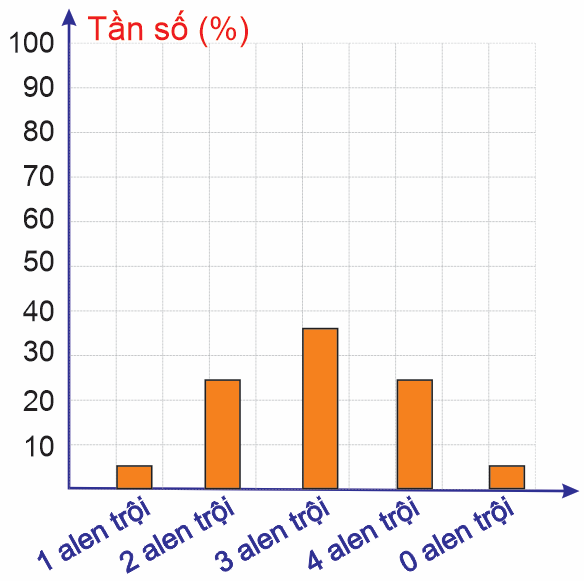 Tần số (%)
100
90
80
70
60
50
40
30
20
10
1 alen trội
2 alen trội
3 alen trội
4 alen trội
0 alen trội